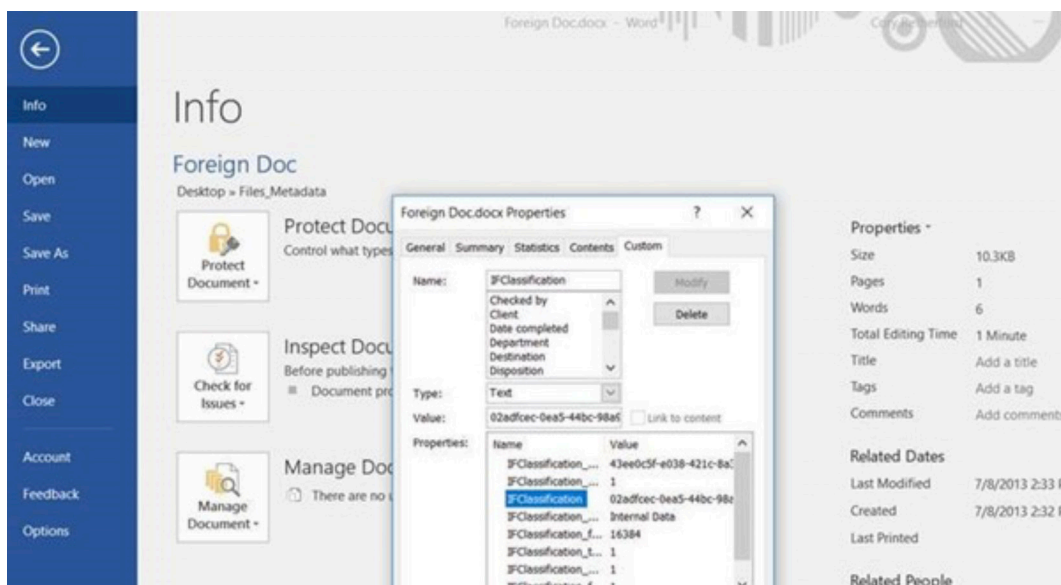 Foreign Doc.docx - Word
Info
New
Open
Save
Save As
Print
Share
Export
Close
Account
Feedback
Options
Info
Foreign Doc
Desktop » Files_Metadata
Protect Document
Protect Docu
Control what types
Check for Issues
Inspect Docu
Before publishing
Document pro
Manage Document
Manage Doc
There are no u
Foreign Doc.docx Properties
General Summary Statistics Contents Custom
Name: IFClassification
Modify
Checked by
Client
Date completed
Department
Destination
Disposition
Delete
Type: Text
Value: 02adfcec-0ea5-44bc-98a9
Link to content
Properties: Name Value
IFClassification_... 43ee0c5f-e038-421c-8a
IFClassification_... 1
IFClassification 02adfcec-0ea5-44bc-98a
IFClassification_... Internal Data
IFClassification_f... 16384
IFClassification_t... 1
IFClassification_... 1
Properties
Size 10.3KB
Pages 1
Words 6
Total Editing Time 1 Minute
Title Add a title
Tags Add a tag
Comments Add comments
Related Dates
Last Modified 7/8/2013 2:33
Created 7/8/2013 2:32
Last Printed
Related People